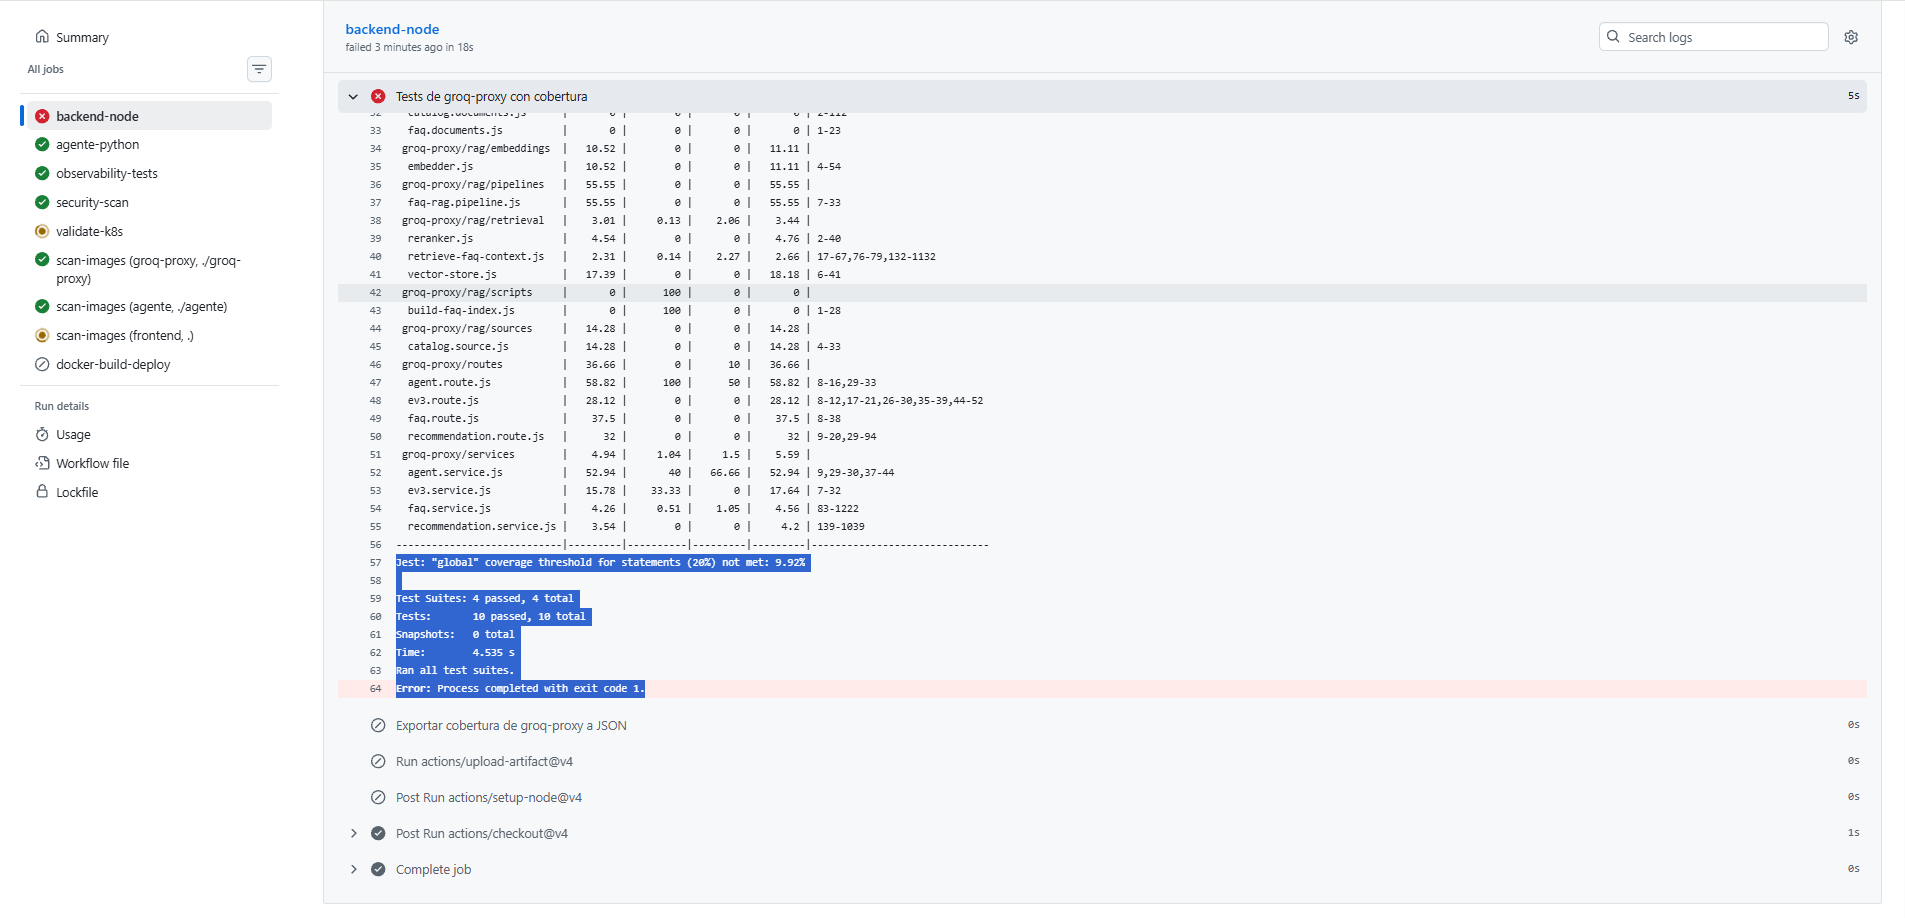 Summary
All jobs
backend-node
agente-python
observability-tests
security-scan
validate-k8s
scan-images (groq-proxy, ./groq-
proxy)
scan-images (agente, ./agente)
scan-images (frontend, .)
docker-build-deploy
Run details
Usage
Workflow file
Lockfile
backend-node
failed 3 minutes ago in 18s
Search logs
Tests de groq-proxy con cobertura 5s
32 catalog.documents.js | 0 | 0 | 0 | 0 | 2-112
33 faq.documents.js | 0 | 0 | 0 | 0 | 1-23
34 groq-proxy/rag/embeddings | 10.52 | 0 | 0 | 11.11 |
35 embedder.js | 10.52 | 0 | 0 | 11.11 | 4-54
36 groq-proxy/rag/pipelines | 55.55 | 0 | 0 | 55.55 |
37 faq-rag.pipeline.js | 55.55 | 0 | 0 | 55.55 | 7-33
38 groq-proxy/rag/retrieval | 3.01 | 0.13 | 2.06 | 3.44 |
39 reranker.js | 4.54 | 0 | 0 | 4.76 | 2-40
40 retrieve-faq-context.js | 2.31 | 0.14 | 2.27 | 2.66 | 17-67,76-79,132-1132
41 vector-store.js | 17.39 | 0 | 0 | 18.18 | 6-41
42 groq-proxy/rag/scripts | 0 | 100 | 0 | 0 |
43 build-faq-index.js | 0 | 100 | 0 | 0 | 1-28
44 groq-proxy/rag/sources | 14.28 | 0 | 0 | 14.28 |
45 catalog.source.js | 14.28 | 0 | 0 | 14.28 | 4-33
46 groq-proxy/routes | 36.66 | 0 | 10 | 36.66 |
47 agent.route.js | 58.82 | 100 | 50 | 58.82 | 8-16,29-33
48 ev3.route.js | 28.12 | 0 | 0 | 28.12 | 8-12,17-21,26-30,35-39,44-52
49 faq.route.js | 37.5 | 0 | 0 | 37.5 | 8-38
50 recommendation.route.js | 32 | 0 | 0 | 32 | 9-20,29-94
51 groq-proxy/services | 4.94 | 1.04 | 1.5 | 5.59 |
52 agent.service.js | 52.94 | 40 | 66.66 | 52.94 | 9,29-30,37-44
53 ev3.service.js | 15.78 | 33.33 | 0 | 17.64 | 7-32
54 faq.service.js | 4.26 | 0.51 | 1.05 | 4.56 | 83-1222
55 recommendation.service.js | 3.54 | 0 | 0 | 4.2 | 139-1039
56 ----------------------------|---------|----------|---------|---------|------------------------------
57 Jest: "global" coverage threshold for statements (20%) not met: 9.92%
58
59 Test Suites: 4 passed, 4 total
60 Tests: 10 passed, 10 total
61 Snapshots: 0 total
62 Time: 4.535 s
63 Ran all test suites.
64 Error: Process completed with exit code 1.
Exportar cobertura de groq-proxy a JSON 0s
Run actions/upload-artifact@v4 0s
Post Run actions/setup-node@v4 0s
Post Run actions/checkout@v4 1s
Complete job 0s